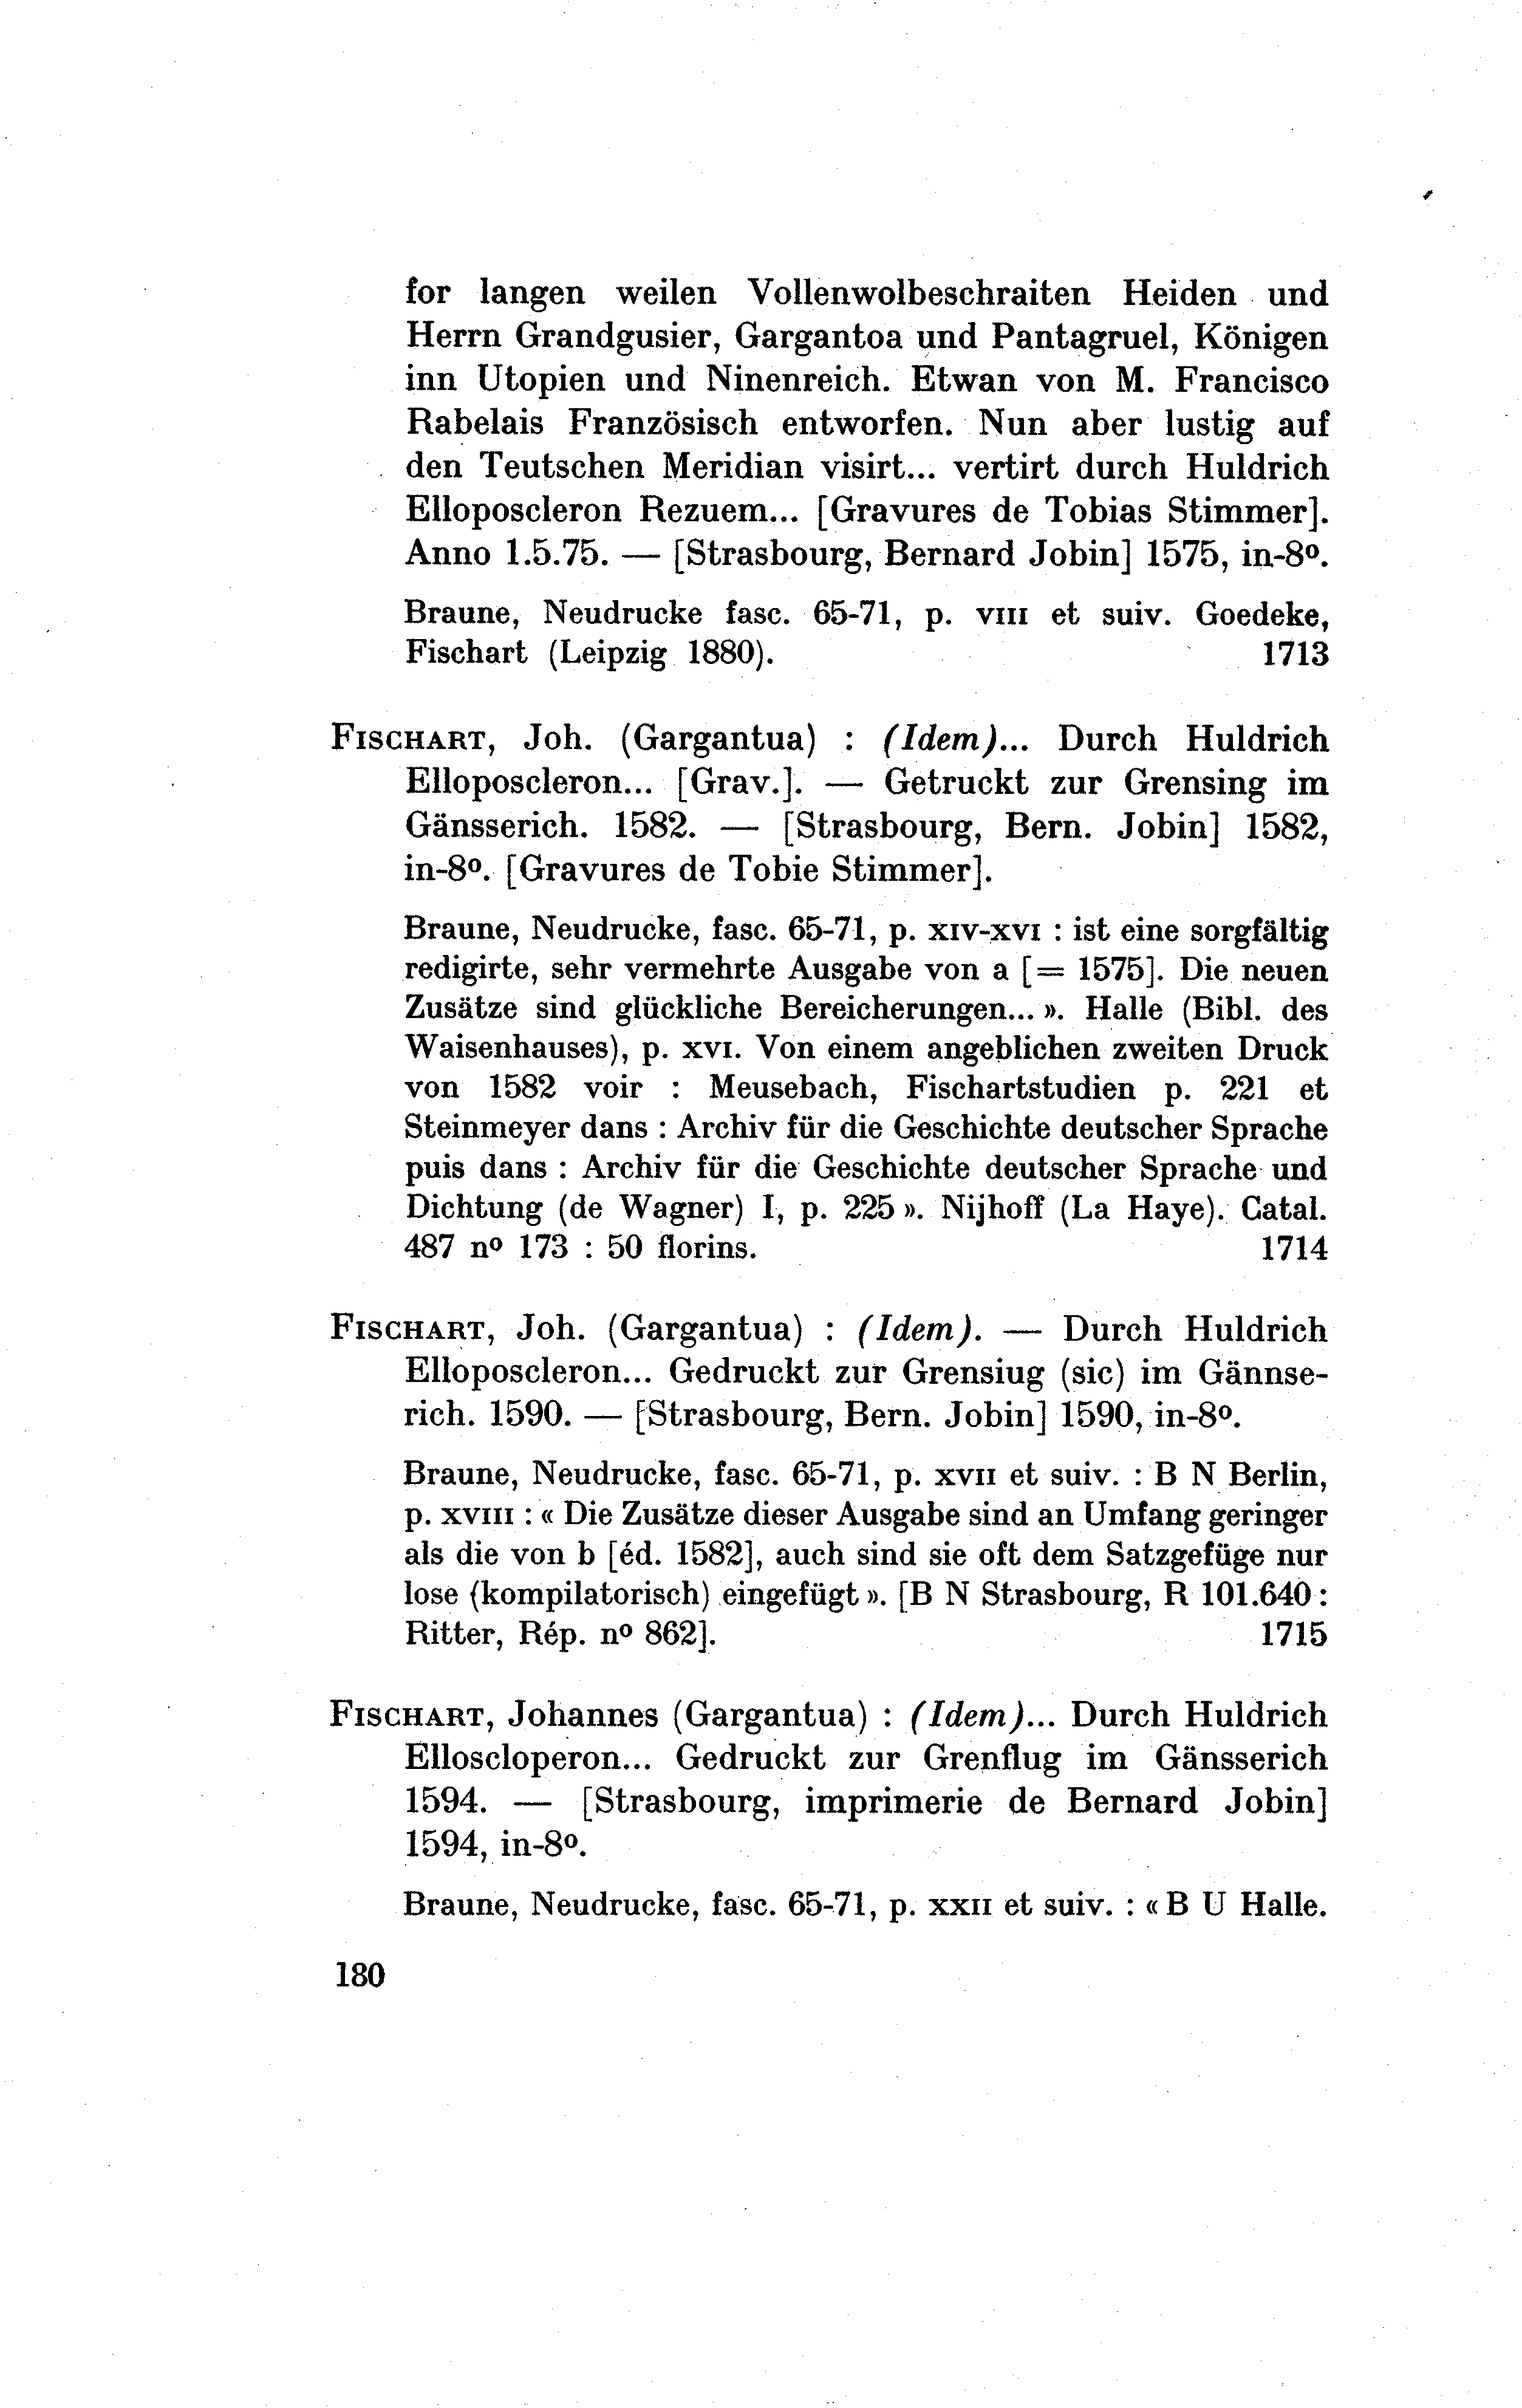 for langen weilen Vollenwolbeschraiten Heiden und
Herrn Grandgusier, Gargantoa und Pantagruel, Königen
inn Utopien und Ninenreich. Etwan von M. Francisco
Rabelais Französisch entworfen. Nun aber lustig auf
den Teutschen Meridian visirt... vertirt durch Huldrich
Elloposcleron Rezuem... [Gravures de Tobias Stimmer].
Anno 1.5.75. — [Strasbourg, Bernard Jobin] 1575, in-8º.
Braune, Neudrucke fasc. 65-71, p. VIII et suiv. Goedeke,
Fischart (Leipzig 1880). 1713
FISCHART, Joh. (Gargantua) : (Idem)... Durch Huldrich
Elloposcleron... [Grav.]. — Getruckt zur Grensing im
Gänsserich. 1582. — [Strasbourg, Bern. Jobin] 1582,
in-8º. [Gravures de Tobie Stimmer].
Braune, Neudrucke, fasc. 65-71, p. XIV-XVI : ist eine sorgfältig
redigirte, sehr vermehrte Ausgabe von a [= 1575]. Die neuen
Zusätze sind glückliche Bereicherungen... ». Halle (Bibl. des
Waisenhauses), p. XVI. Von einem angeblichen zweiten Druck
von 1582 voir : Meusebach, Fischartstudien p. 221 et
Steinmeyer dans : Archiv für die Geschichte deutscher Sprache
puis dans : Archiv für die Geschichte deutscher Sprache und
Dichtung (de Wagner) I, p. 225 ». Nijhoff (La Haye). Catal.
487 nº 173 : 50 florins. 1714
FISCHART, Joh. (Gargantua) : (Idem). — Durch Huldrich
Elloposcleron... Gedruckt zur Grensiug (sic) im Gännse-
rich. 1590. — [Strasbourg, Bern. Jobin] 1590, in-8º.
Braune, Neudrucke, fasc. 65-71, p. XVII et suiv. : B N Berlin,
p. XVIII : « Die Zusätze dieser Ausgabe sind an Umfang geringer
als die von b [éd. 1582], auch sind sie oft dem Satzgefüge nur
lose (kompilatorisch) eingefügt ». [B N Strasbourg, R 101.640 :
Ritter, Rép. nº 862]. 1715
FISCHART, Johannes (Gargantua) : (Idem)... Durch Huldrich
Elloscloperon... Gedruckt zur Grenflug im Gänsserich
1594. — [Strasbourg, imprimerie de Bernard Jobin]
1594, in-8º.
Braune, Neudrucke, fasc. 65-71, p. XXII et suiv. : « B U Halle.
180